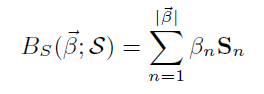 $B_S(\vec{\beta}; \mathcal{S}) = \sum_{n=1}^{|\vec{\beta}|} \beta_n \mathbf{S}_n$